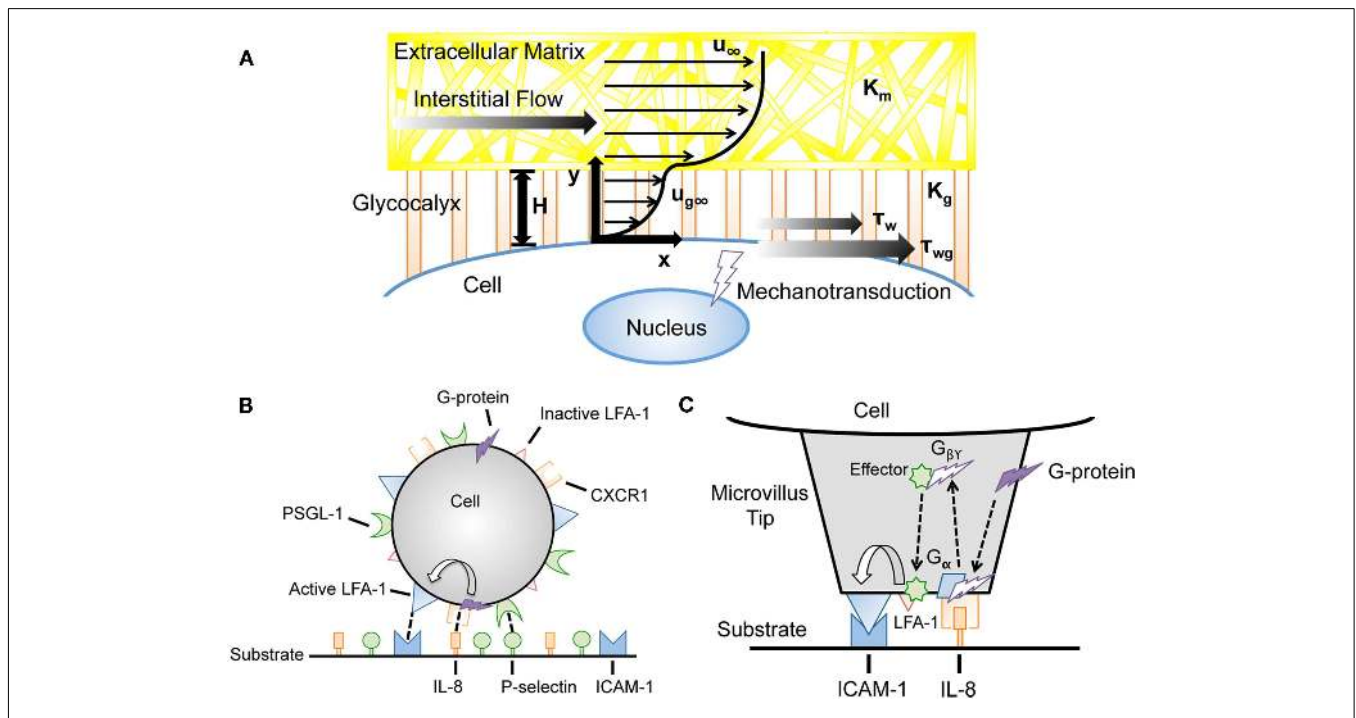 A
Extracellular Matrix
u∞
Interstitial Flow
Km
y
Glycocalyx
H
ug∞
Kg
τw
τwg
x
Cell
Mechanotransduction
Nucleus
B
G-protein
Inactive LFA-1
Cell
CXCR1
PSGL-1
Active LFA-1
Substrate
IL-8
P-selectin
ICAM-1
C
Cell
Gβγ
Effector
G-protein
Microvillus
Tip
Gα
LFA-1
Substrate
ICAM-1
IL-8